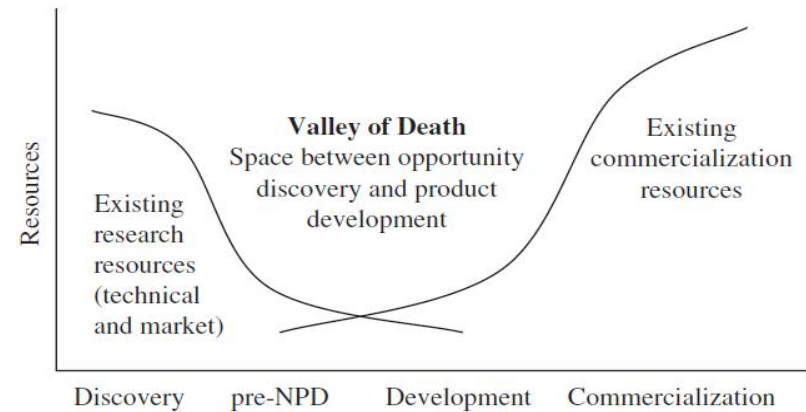 Resources
Valley of Death
Space between opportunity
discovery and product
development
Existing
research
resources
(technical
and market)
Existing
commercialization
resources
Discovery
pre-NPD
Development
Commercialization